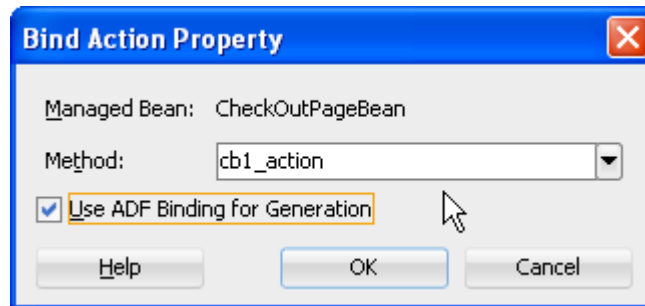 Bind Action Property
Managed Bean: CheckOutPageBean
Method: cb1_action
Use ADF Binding for Generation
Help OK Cancel